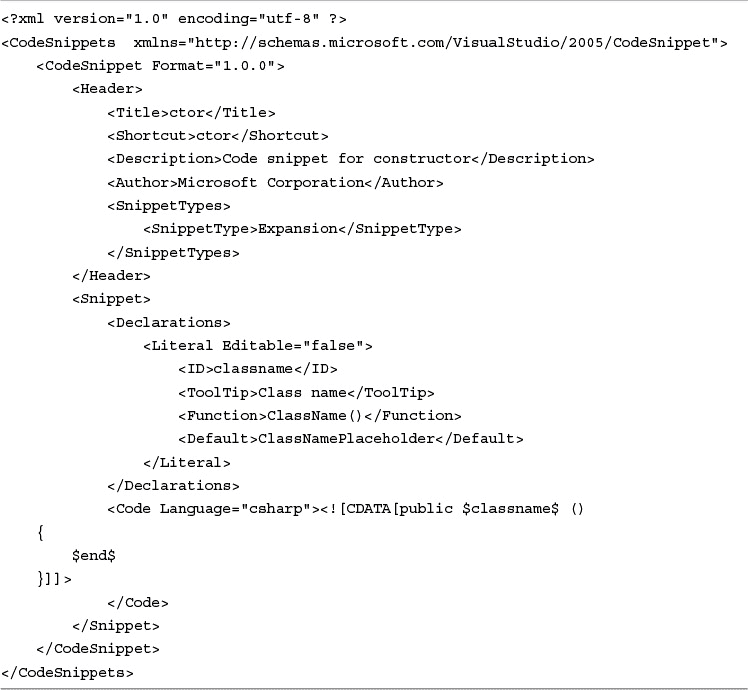 <?xml version="1.0" encoding="utf-8" ?>
<CodeSnippets  xmlns="http://schemas.microsoft.com/VisualStudio/2005/CodeSnippet">
    <CodeSnippet Format="1.0.0">
        <Header>
            <Title>ctor</Title>
            <Shortcut>ctor</Shortcut>
            <Description>Code snippet for constructor</Description>
            <Author>Microsoft Corporation</Author>
            <SnippetTypes>
                <SnippetType>Expansion</SnippetType>
            </SnippetTypes>
        </Header>
        <Snippet>
            <Declarations>
                <Literal Editable="false">
                    <ID>classname</ID>
                    <ToolTip>Class name</ToolTip>
                    <Function>ClassName()</Function>
                    <Default>ClassNamePlaceholder</Default>
                </Literal>
            </Declarations>
            <Code Language="csharp"><![CDATA[public $classname$ ()
    {
        $end$
    }]]>
            </Code>
        </Snippet>
    </CodeSnippet>
</CodeSnippets>